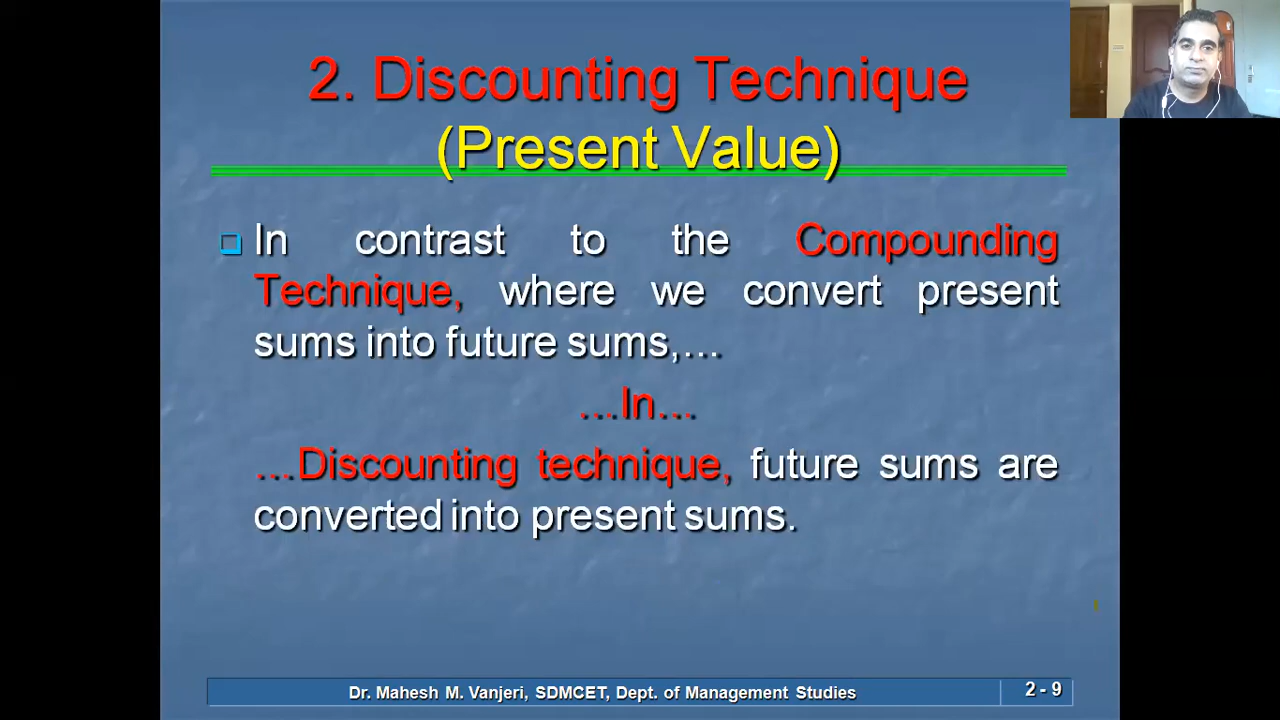 2. Discounting Technique
(Present Value)
In contrast to the Compounding
Technique, where we convert present
sums into future sums,…
…In…
…Discounting technique, future sums are
converted into present sums.
Dr. Mahesh M. Vanjeri, SDMCET, Dept. of Management Studies
2 - 9